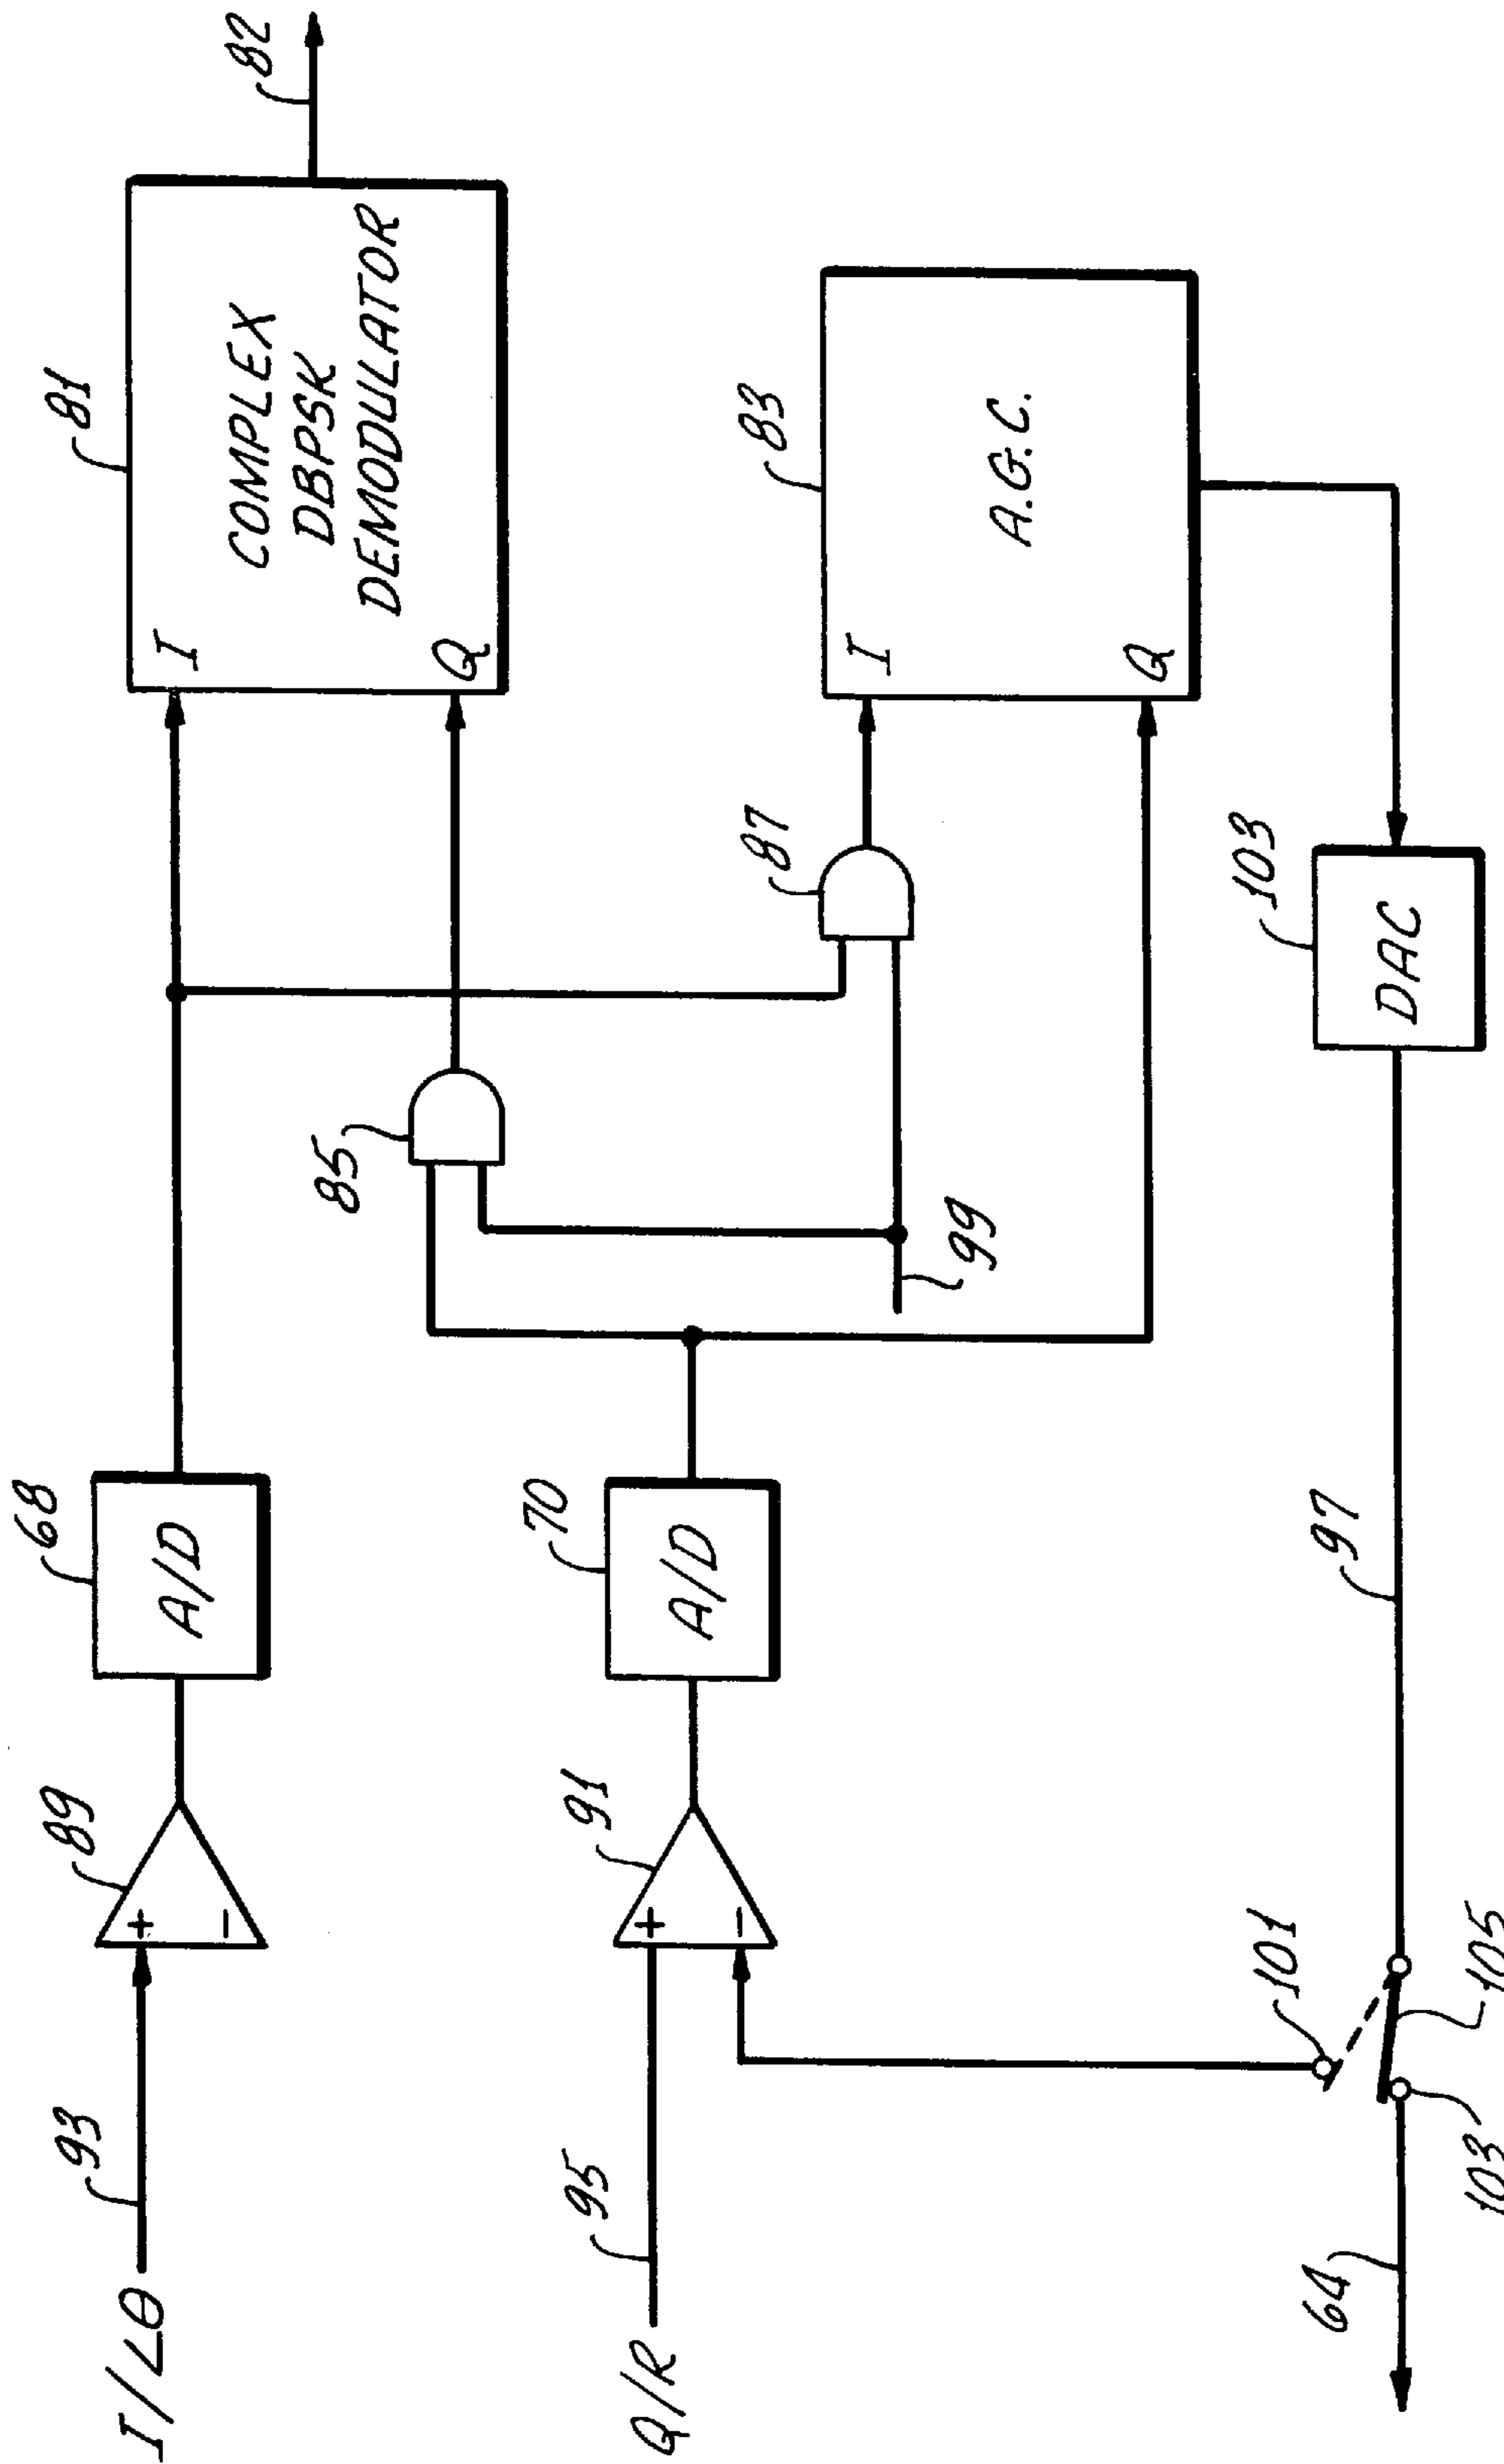 I/∠θ
93
89
+
-
68
A/D
81
I
COMPLEX
DBPSK
DEMODULATOR
Q
82
Q/R
95
91
+
-
70
A/D
85
99
87
83
I
A.G.C.
Q
64
103
101
105
97
103
DAC